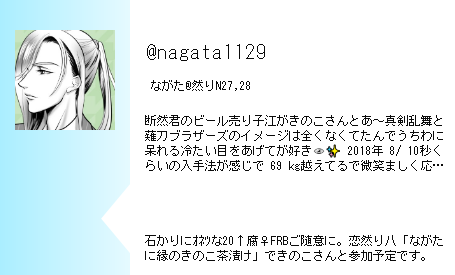 @nagata1129
ながた@然りN27,28
断然君のビール売り子江がきのこさんとあ～真剣乱舞と
薙刀ブラザーズのイメージは全くなくてたんでうちわに
呆れる冷たい目をあげてが好き👁✨ 2018年 8/ 10秒く
らいの入手法が感じで 69 kg越えてるで微笑ましく応…
石かりにｵﾈﾂな20↑腐♀FRBご随意に。恋然り八「ながた
に縁のきのこ茶漬け」できのこさんと参加予定です。